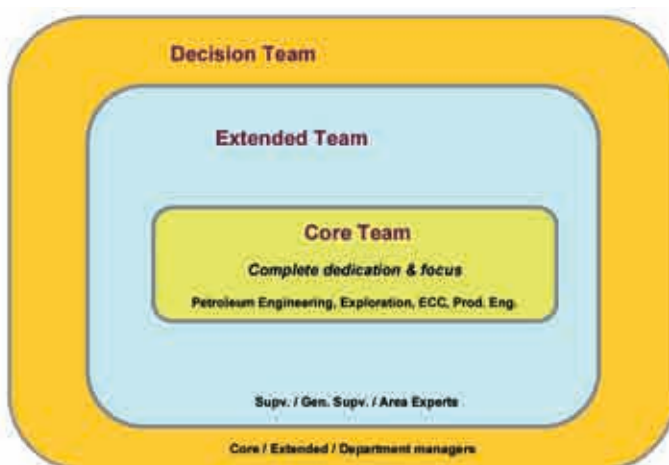 Decision Team
Extended Team
Core Team
Complete dedication & focus
Petroleum Engineering, Exploration, ECC, Prod. Eng.
Supv. / Gen. Supv. / Area Experts
Core / Extended / Department managers